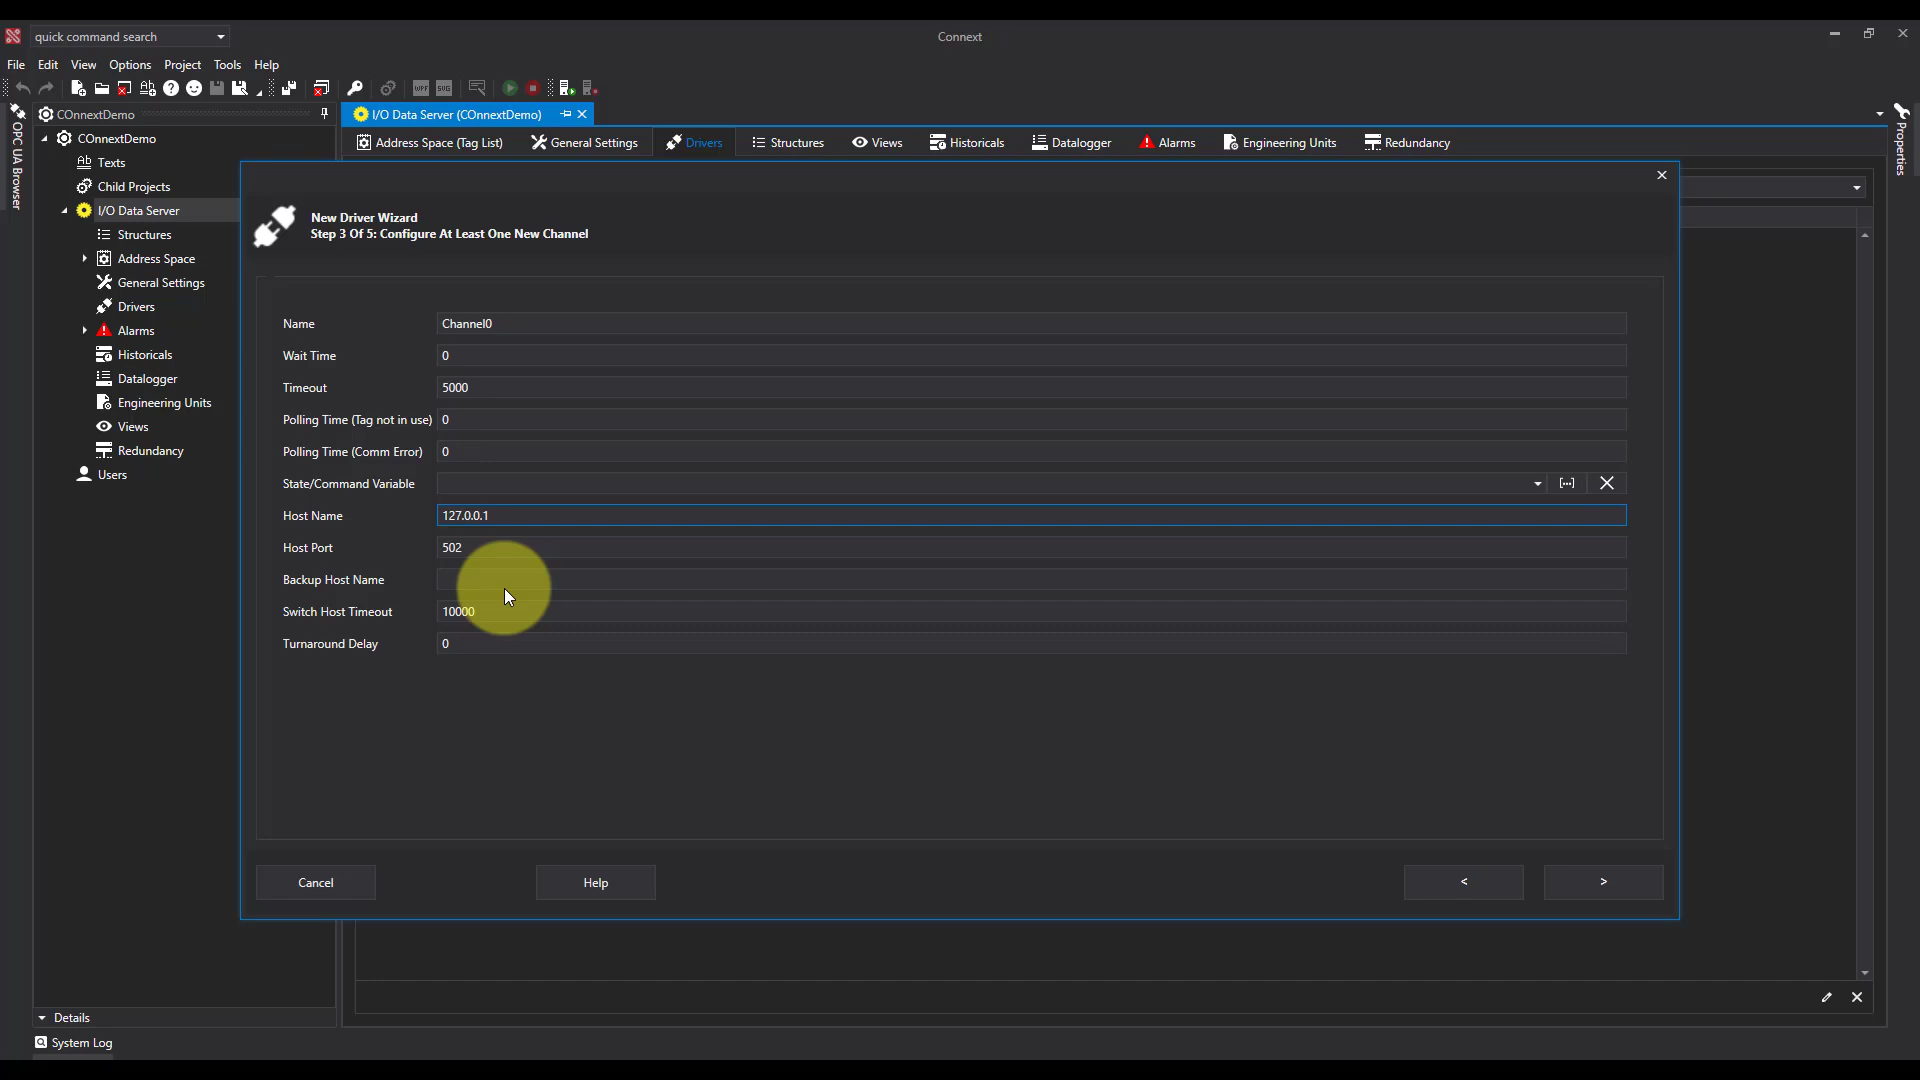 quick command search
Connext
File Edit View Options Project Tools Help
WPF SVG
COnnextDemo
I/O Data Server (COnnextDemo)
OPC UA Browser
Properties
COnnextDemo
Texts
Child Projects
I/O Data Server
Structures
Address Space
General Settings
Drivers
Alarms
Historicals
Datalogger
Engineering Units
Views
Redundancy
Users
Address Space (Tag List) General Settings Drivers Structures Views Historicals Datalogger Alarms Engineering Units Redundancy
New Driver Wizard
Step 3 Of 5: Configure At Least One New Channel
Name Channel0
Wait Time 0
Timeout 5000
Polling Time (Tag not in use) 0
Polling Time (Comm Error) 0
State/Command Variable
Host Name 127.0.0.1
Host Port 502
Backup Host Name
Switch Host Timeout 10000
Turnaround Delay 0
Cancel Help < >
Details
System Log